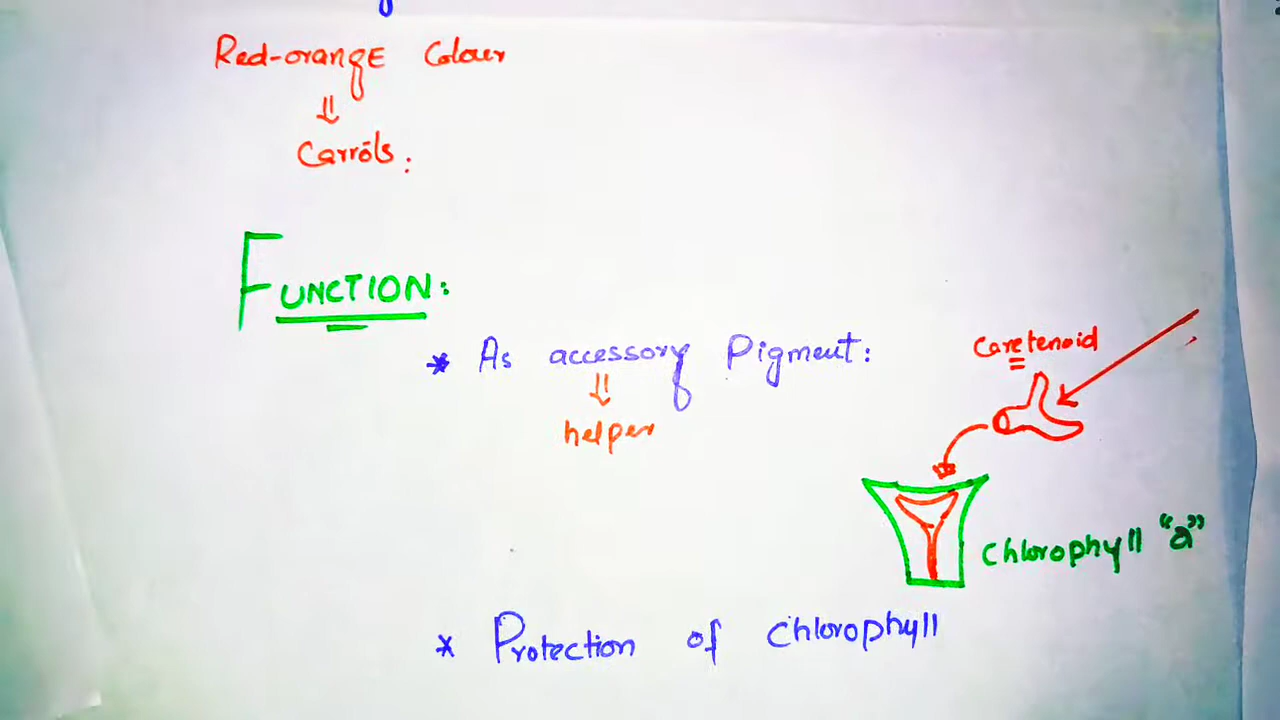 Red-orange Colour
⇓
Carrots.
FUNCTION:
* As accessory Pigment:
⇓
helper
Caretenoid
Chlorophyll "a"
* Protection of Chlorophyll